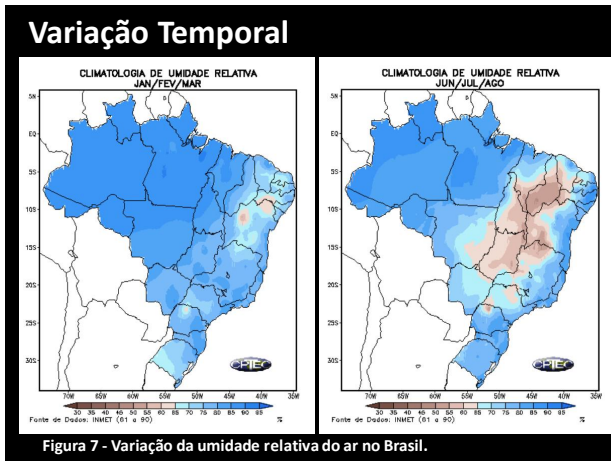 Variação Temporal
CLIMATOLOGIA DE UMIDADE RELATIVA
JAN/FEV/MAR
5N
EQ
5S
10S
15S
20S
25S
30S
70W 65W 60W 55W 50W 45W 40W 35W
30 35 40 45 50 55 60 65 70 75 80 85 90 95
Fonte de Dados: INMET (61 a 90) %
CPTEC
CLIMATOLOGIA DE UMIDADE RELATIVA
JUN/JUL/AGO
5N
EQ
5S
10S
15S
20S
25S
30S
70W 65W 60W 55W 50W 45W 40W 35W
30 35 40 45 50 55 60 65 70 75 80 85 90 95
Fonte de Dados: INMET (61 a 90) %
CPTEC
Figura 7 - Variação da umidade relativa do ar no Brasil.